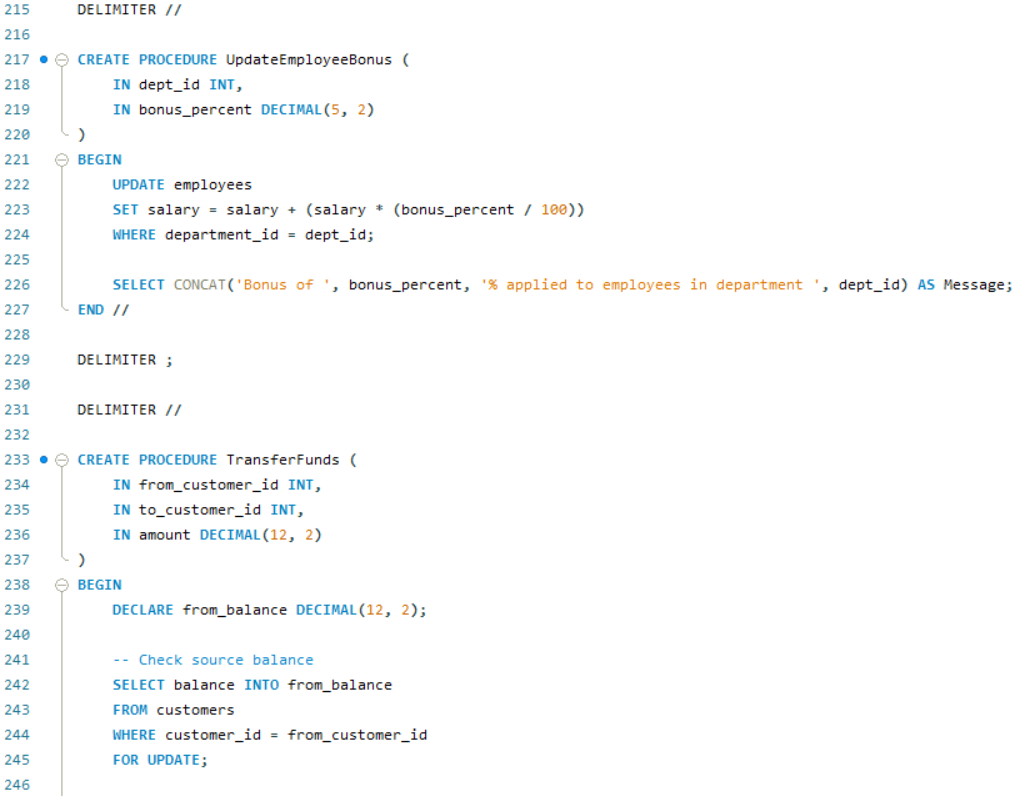 215 DELIMITER //
216
217 CREATE PROCEDURE UpdateEmployeeBonus (
218 IN dept_id INT,
219 IN bonus_percent DECIMAL(5, 2)
220 )
221 BEGIN
222 UPDATE employees
223 SET salary = salary + (salary * (bonus_percent / 100))
224 WHERE department_id = dept_id;
225
226 SELECT CONCAT('Bonus of ', bonus_percent, '% applied to employees in department ', dept_id) AS Message;
227 END //
228
229 DELIMITER ;
230
231 DELIMITER //
232
233 CREATE PROCEDURE TransferFunds (
234 IN from_customer_id INT,
235 IN to_customer_id INT,
236 IN amount DECIMAL(12, 2)
237 )
238 BEGIN
239 DECLARE from_balance DECIMAL(12, 2);
240
241 -- Check source balance
242 SELECT balance INTO from_balance
243 FROM customers
244 WHERE customer_id = from_customer_id
245 FOR UPDATE;
246